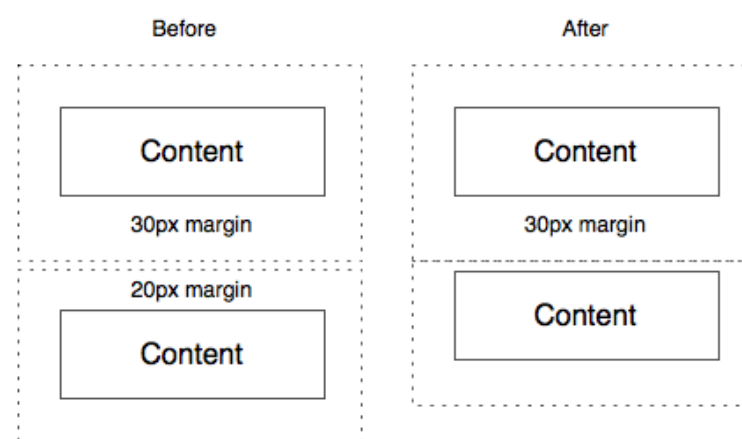 Before
After
Content
30px margin
20px margin
Content
Content
30px margin
Content